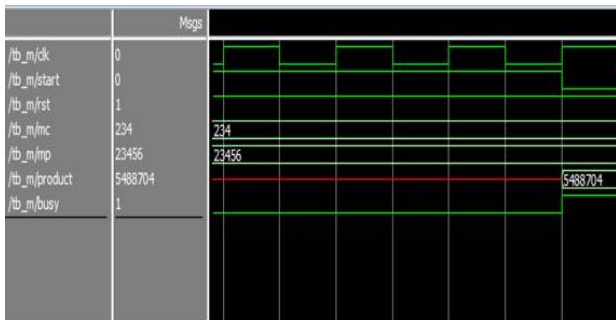 Msgs
/tb_m/clk 0
/tb_m/start 0
/tb_m/rst 1
/tb_m/mc 234 234
/tb_m/mp 23456 23456
/tb_m/product 5488704 5488704
/tb_m/busy 1